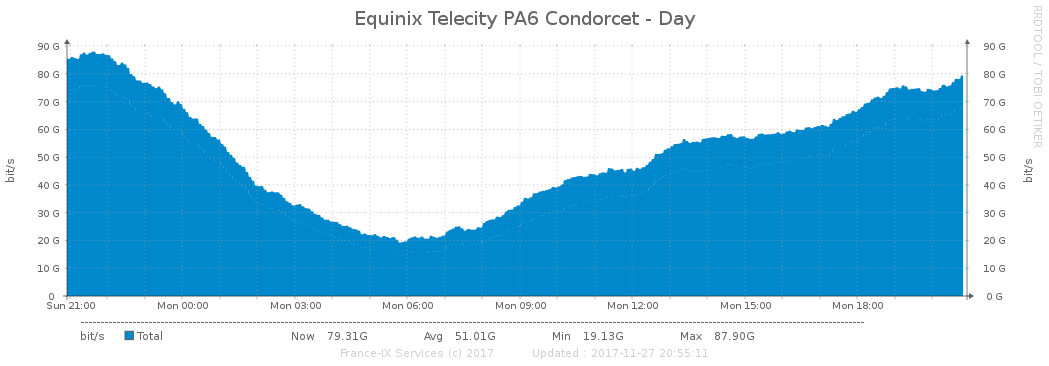 Equinix Telecity PA6 Condorcet - Day
RRDTOOL / TOBI OETIKER
bit/s
90 G
80 G
70 G
60 G
50 G
40 G
30 G
20 G
10 G
0
90 G
80 G
70 G
60 G
50 G
40 G
30 G
20 G
10 G
0 G
bit/s
Sun 21:00 Mon 00:00 Mon 03:00 Mon 06:00 Mon 09:00 Mon 12:00 Mon 15:00 Mon 18:00
bit/s Total Now 79.31G Avg 51.01G Min 19.13G Max 87.90G
France-IX Services (c) 2017 Updated : 2017-11-27 20:55:11